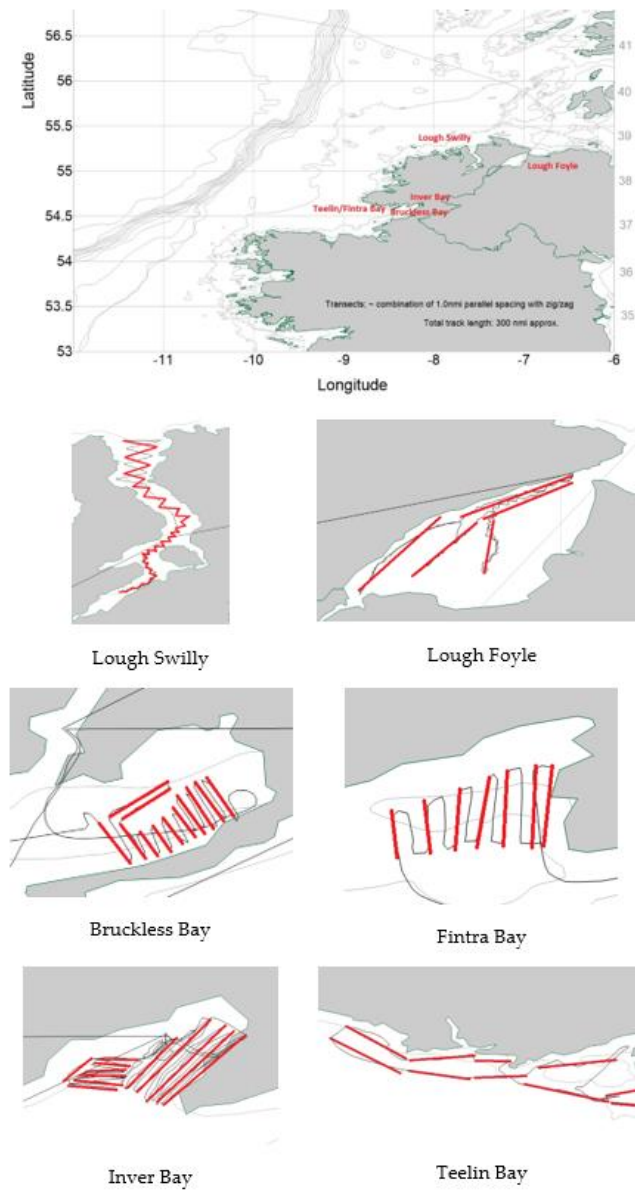 56.5
56
55.5
55
54.5
54
53.5
53
Latitude
41
40
39
38
37
36
35
Lough Swilly
Lough Foyle
Inver Bay
Teelin/Fintra Bay
Bruckless Bay
Transects: ~ combination of 1.0nmi parallel spacing with zig/zag
Total track length: 300 nmi approx.
-11 -10 -9 -8 -7 -6
Longitude
Lough Swilly
Lough Foyle
Bruckless Bay
Fintra Bay
Inver Bay
Teelin Bay